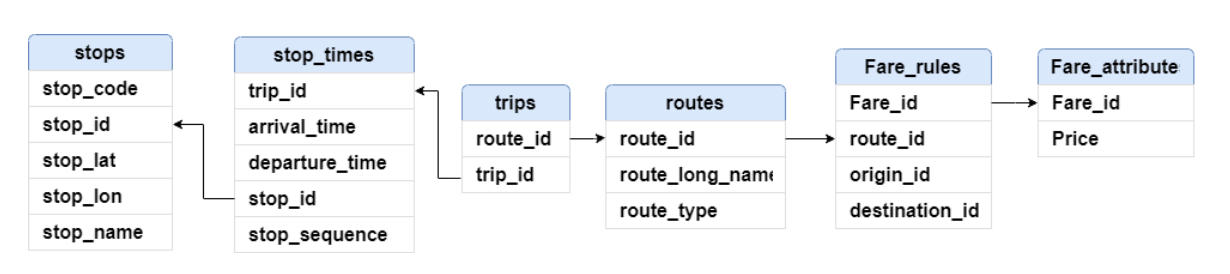 stops
stop_code
stop_id
stop_lat
stop_lon
stop_name
stop_times
trip_id
arrival_time
departure_time
stop_id
stop_sequence
trips
route_id
trip_id
routes
route_id
route_long_name
route_type
Fare_rules
Fare_id
route_id
origin_id
destination_id
Fare_attribute
Fare_id
Price